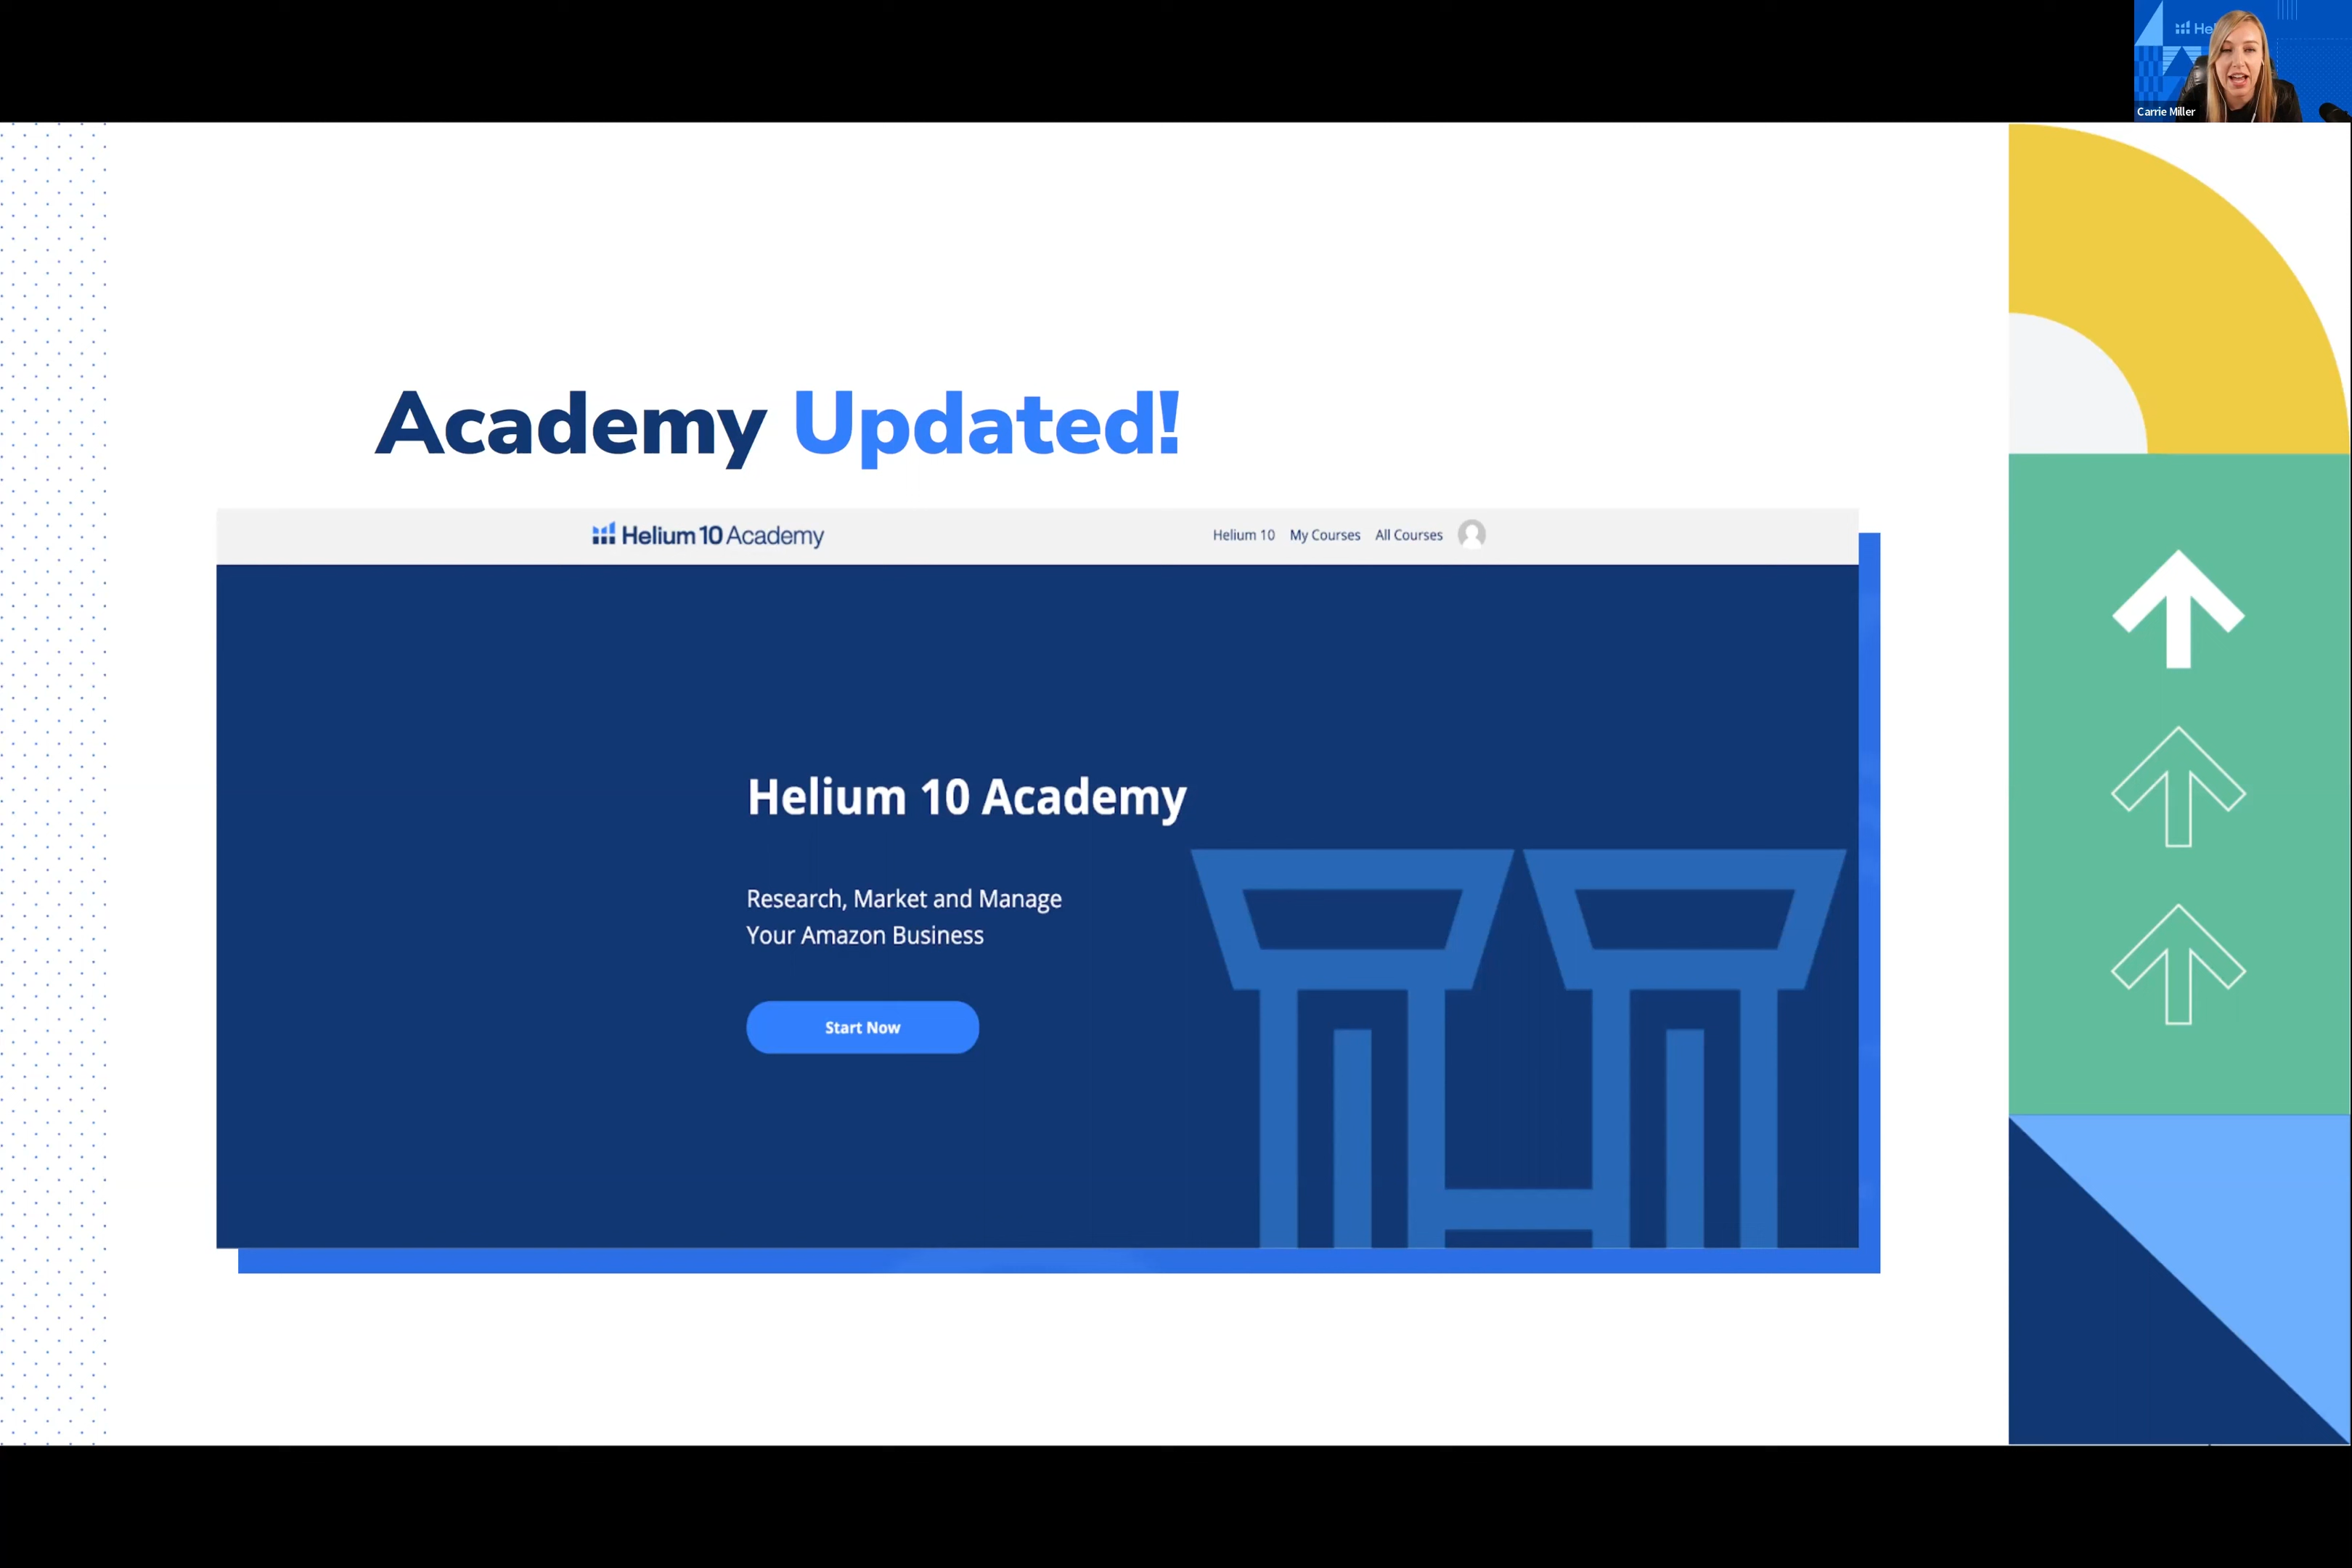 He
Carrie Miller
Academy Updated!
Helium 10 Academy
Helium 10 My Courses All Courses
Helium 10 Academy
Research, Market and Manage
Your Amazon Business
Start Now